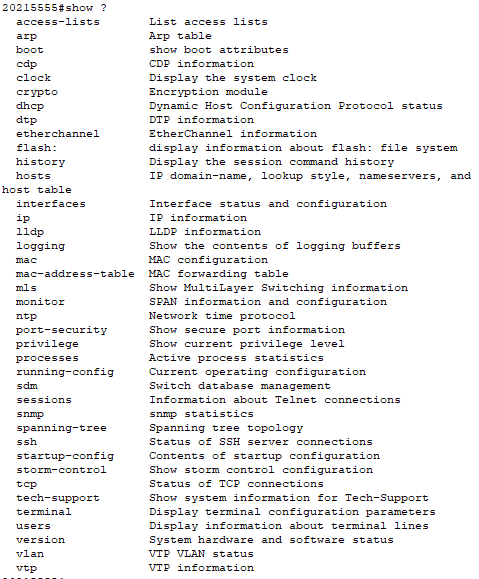 20215555#show ?
access-lists List access lists
arp Arp table
boot show boot attributes
cdp CDP information
clock Display the system clock
crypto Encryption module
dhcp Dynamic Host Configuration Protocol status
dtp DTP information
etherchannel EtherChannel information
flash: display information about flash: file system
history Display the session command history
hosts IP domain-name, lookup style, nameservers, and
host table
interfaces Interface status and configuration
ip IP information
lldp LLDP information
logging Show the contents of logging buffers
mac MAC configuration
mac-address-table MAC forwarding table
mls Show MultiLayer Switching information
monitor SPAN information and configuration
ntp Network time protocol
port-security Show secure port information
privilege Show current privilege level
processes Active process statistics
running-config Current operating configuration
sdm Switch database management
sessions Information about Telnet connections
snmp snmp statistics
spanning-tree Spanning tree topology
ssh Status of SSH server connections
startup-config Contents of startup configuration
storm-control Show storm control configuration
tcp Status of TCP connections
tech-support Show system information for Tech-Support
terminal Display terminal configuration parameters
users Display information about terminal lines
version System hardware and software status
vlan VTP VLAN status
vtp VTP information